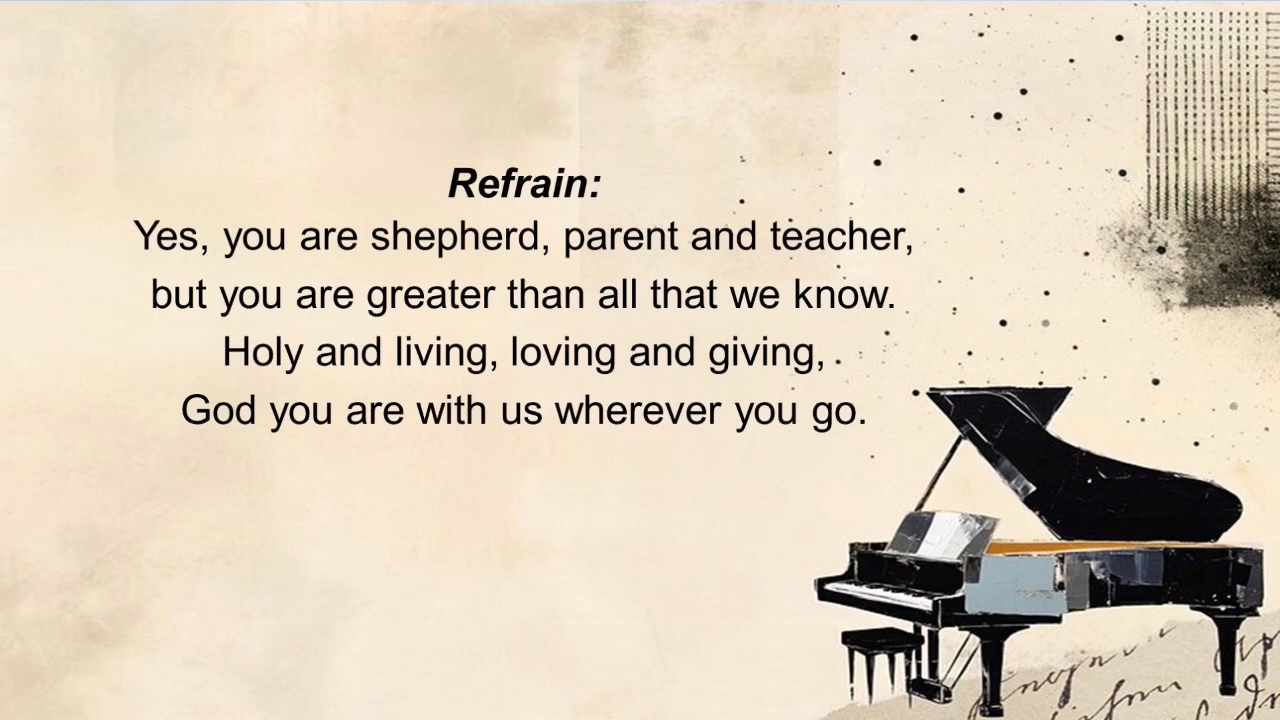 Refrain:
Yes, you are shepherd, parent and teacher,
but you are greater than all that we know.
Holy and living, loving and giving,
God you are with us wherever you go.